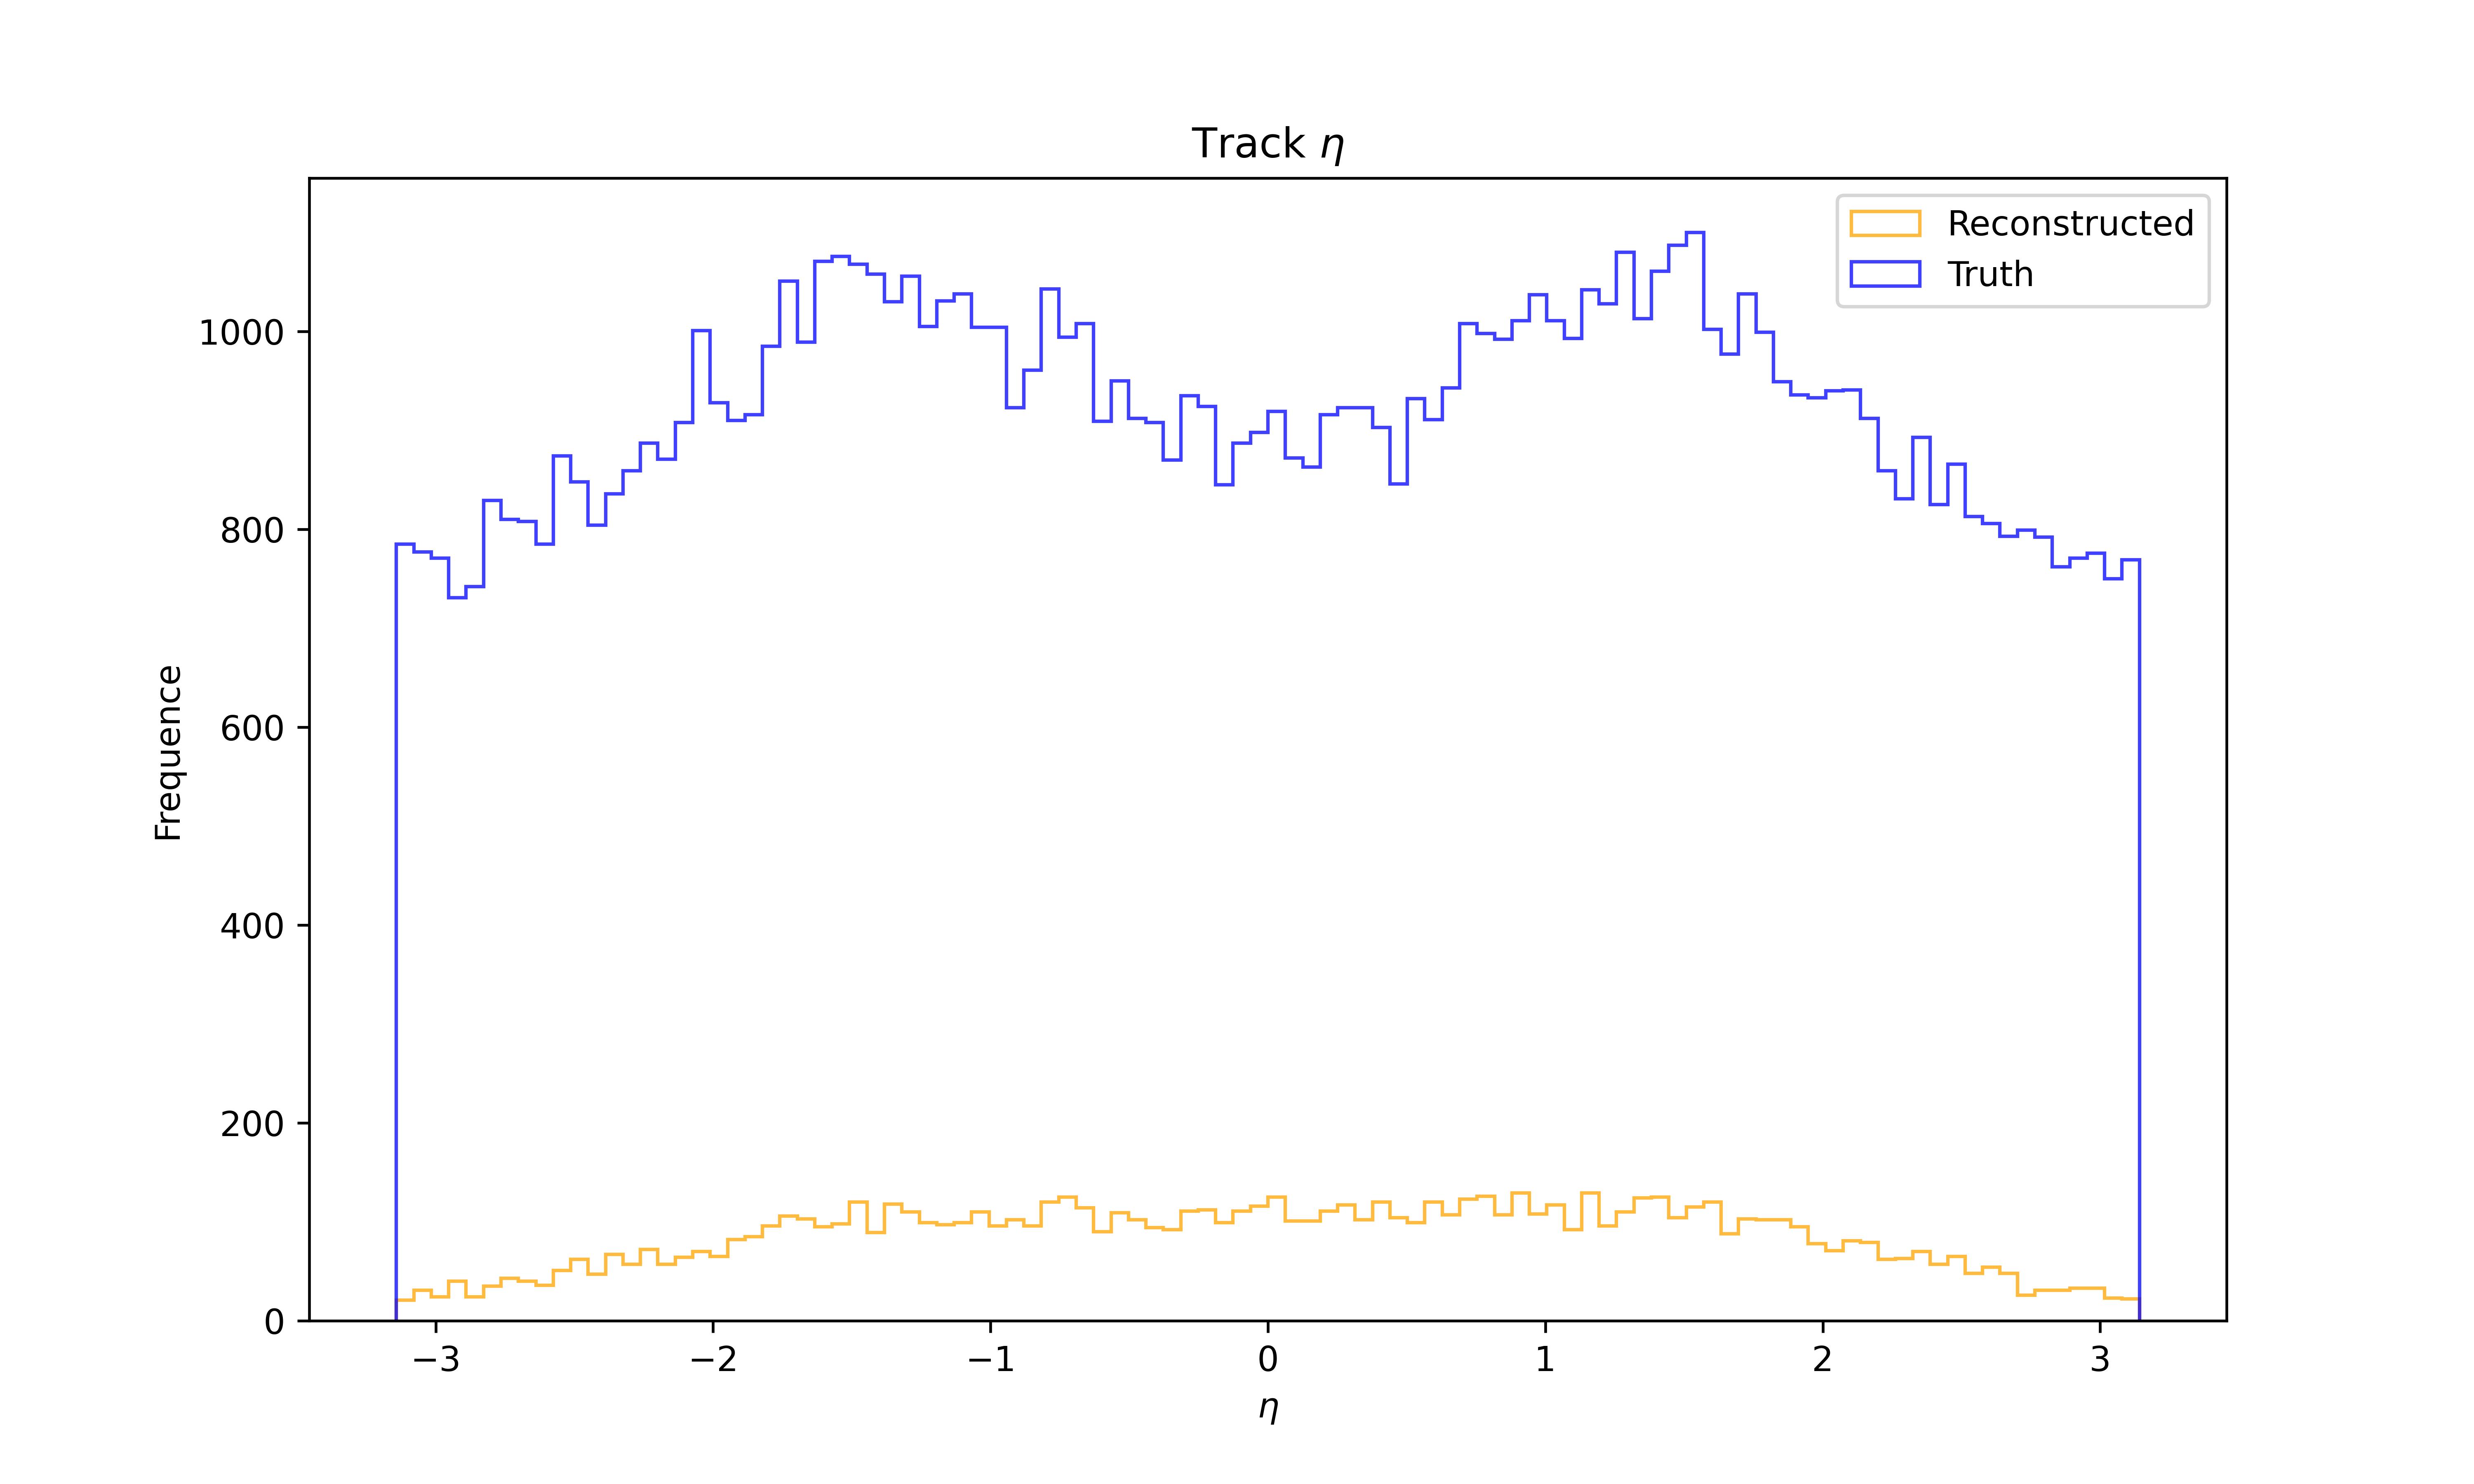 Track η
Reconstructed
Truth
1000
800
600
400
200
0
Frequence
−3 −2 −1 0 1 2 3
η